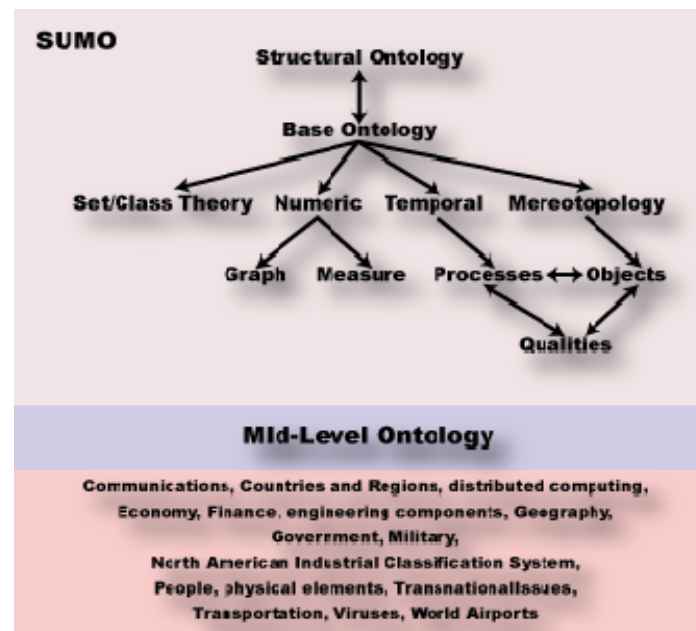 SUMO
Structural Ontology
Base Ontology
Set/Class Theory Numeric Temporal Mereotopology
Graph Measure Processes Objects
Qualities
MId-Level Ontology
Communications, Countries and Regions, distributed computing,
Economy, Finance, engineering components, Geography,
Government, Military,
North American Industrial Classification System,
People, physical elements, TransnationalIssues,
Transportation, Viruses, World Airports